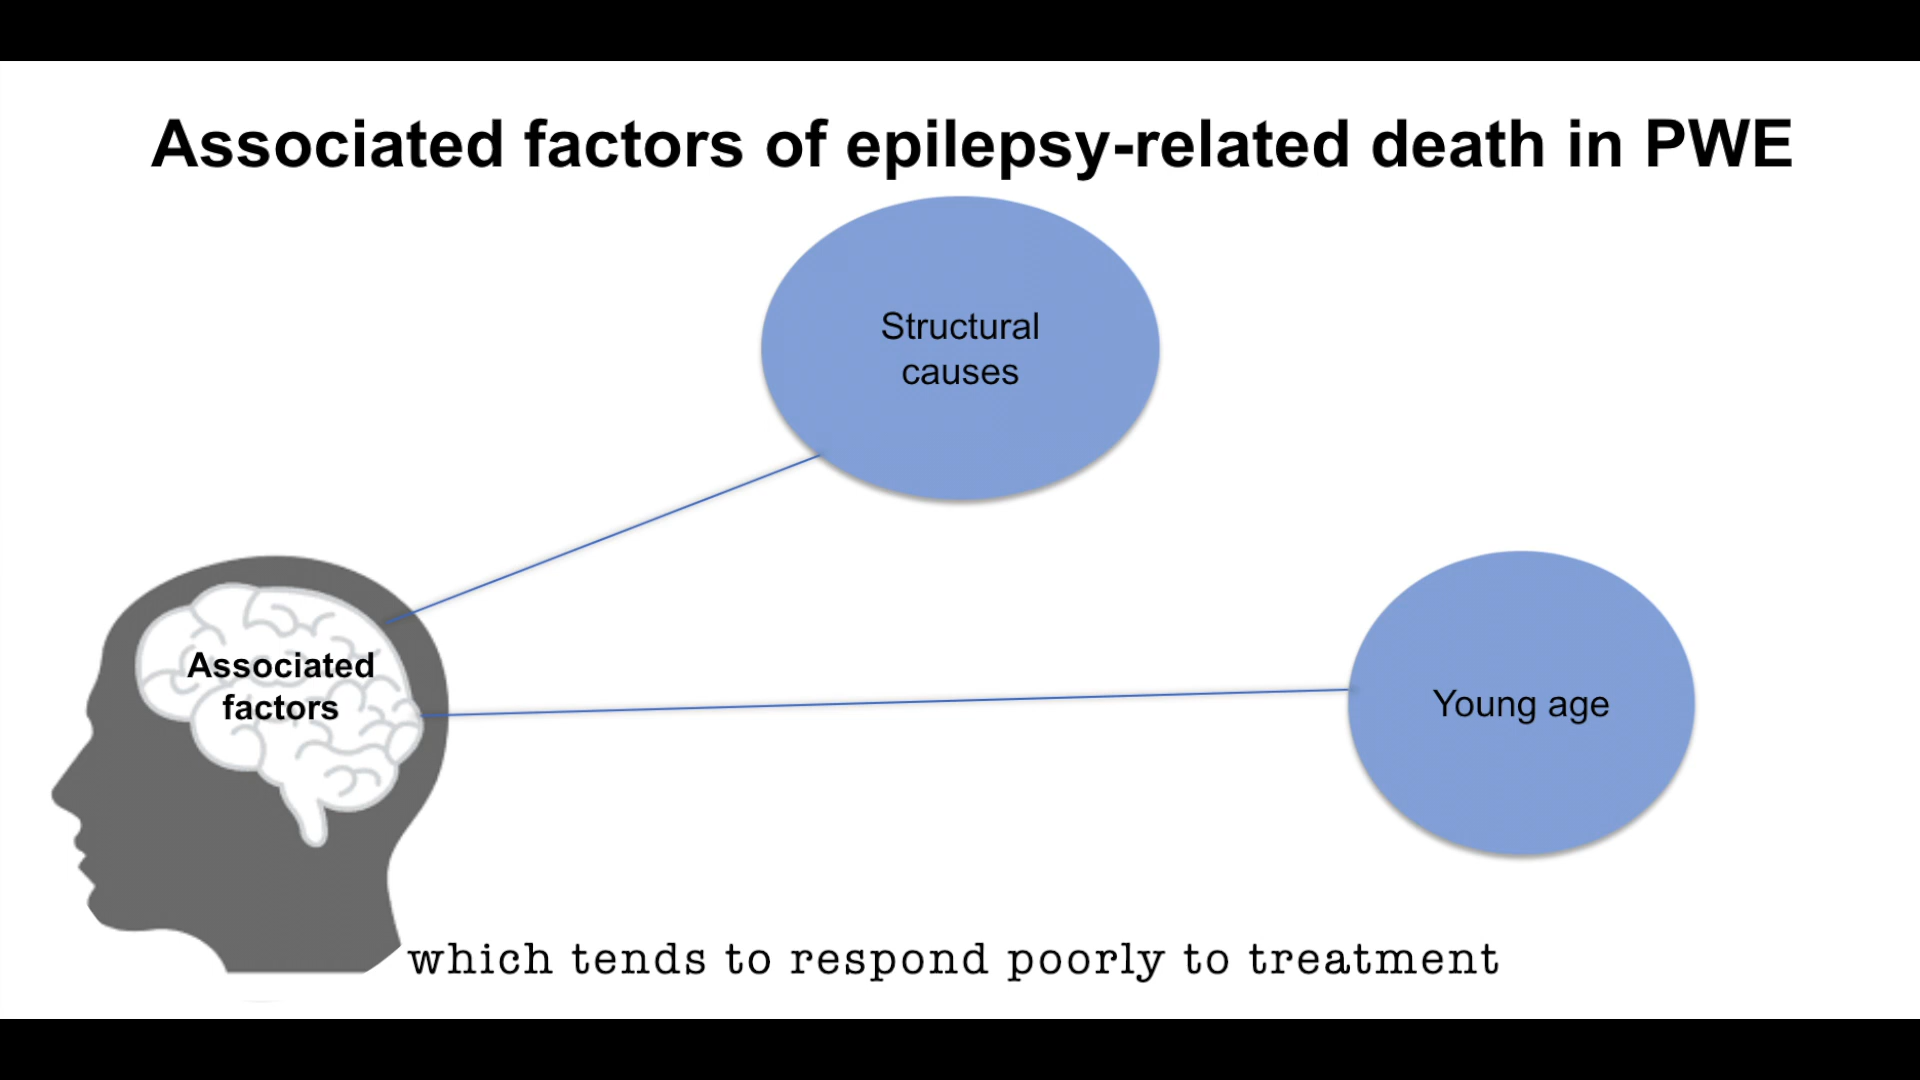 Associated factors of epilepsy-related death in PWE
Structural
causes
Associated
factors
Young age
which tends to respond poorly to treatment